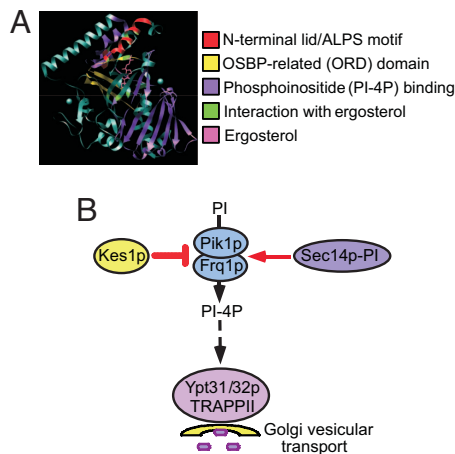 A
N-terminal lid/ALPS motif
OSBP-related (ORD) domain
Phosphoinositide (PI-4P) binding
Interaction with ergosterol
Ergosterol
B
PI
Kes1p
Pik1p
Frq1p
Sec14p-PI
PI-4P
Ypt31/32p
TRAPPII
Golgi vesicular
transport